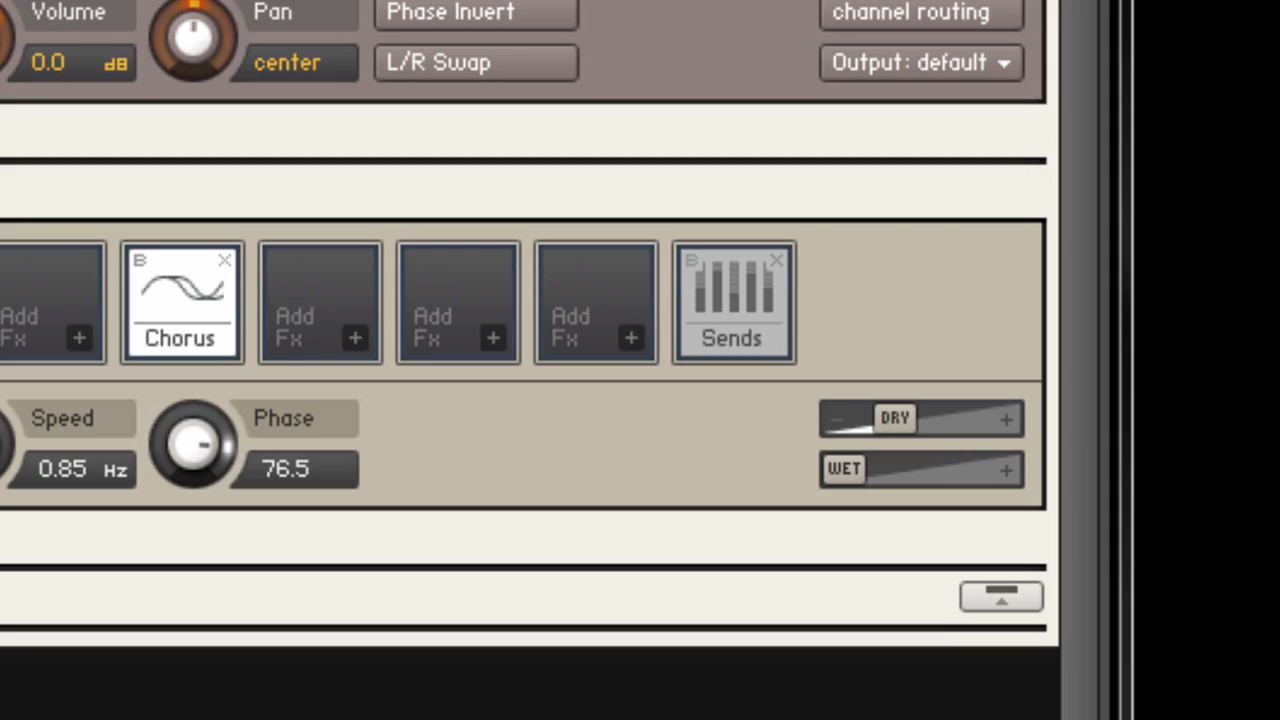 Volume Pan Phase Invert channel routing
0.0 dB center L/R Swap Output: default
B X B X
Add Add Add Add
Fx + Chorus Fx + Fx + Fx + Sends
Speed Phase - DRY +
0.85 Hz 76.5 WET +